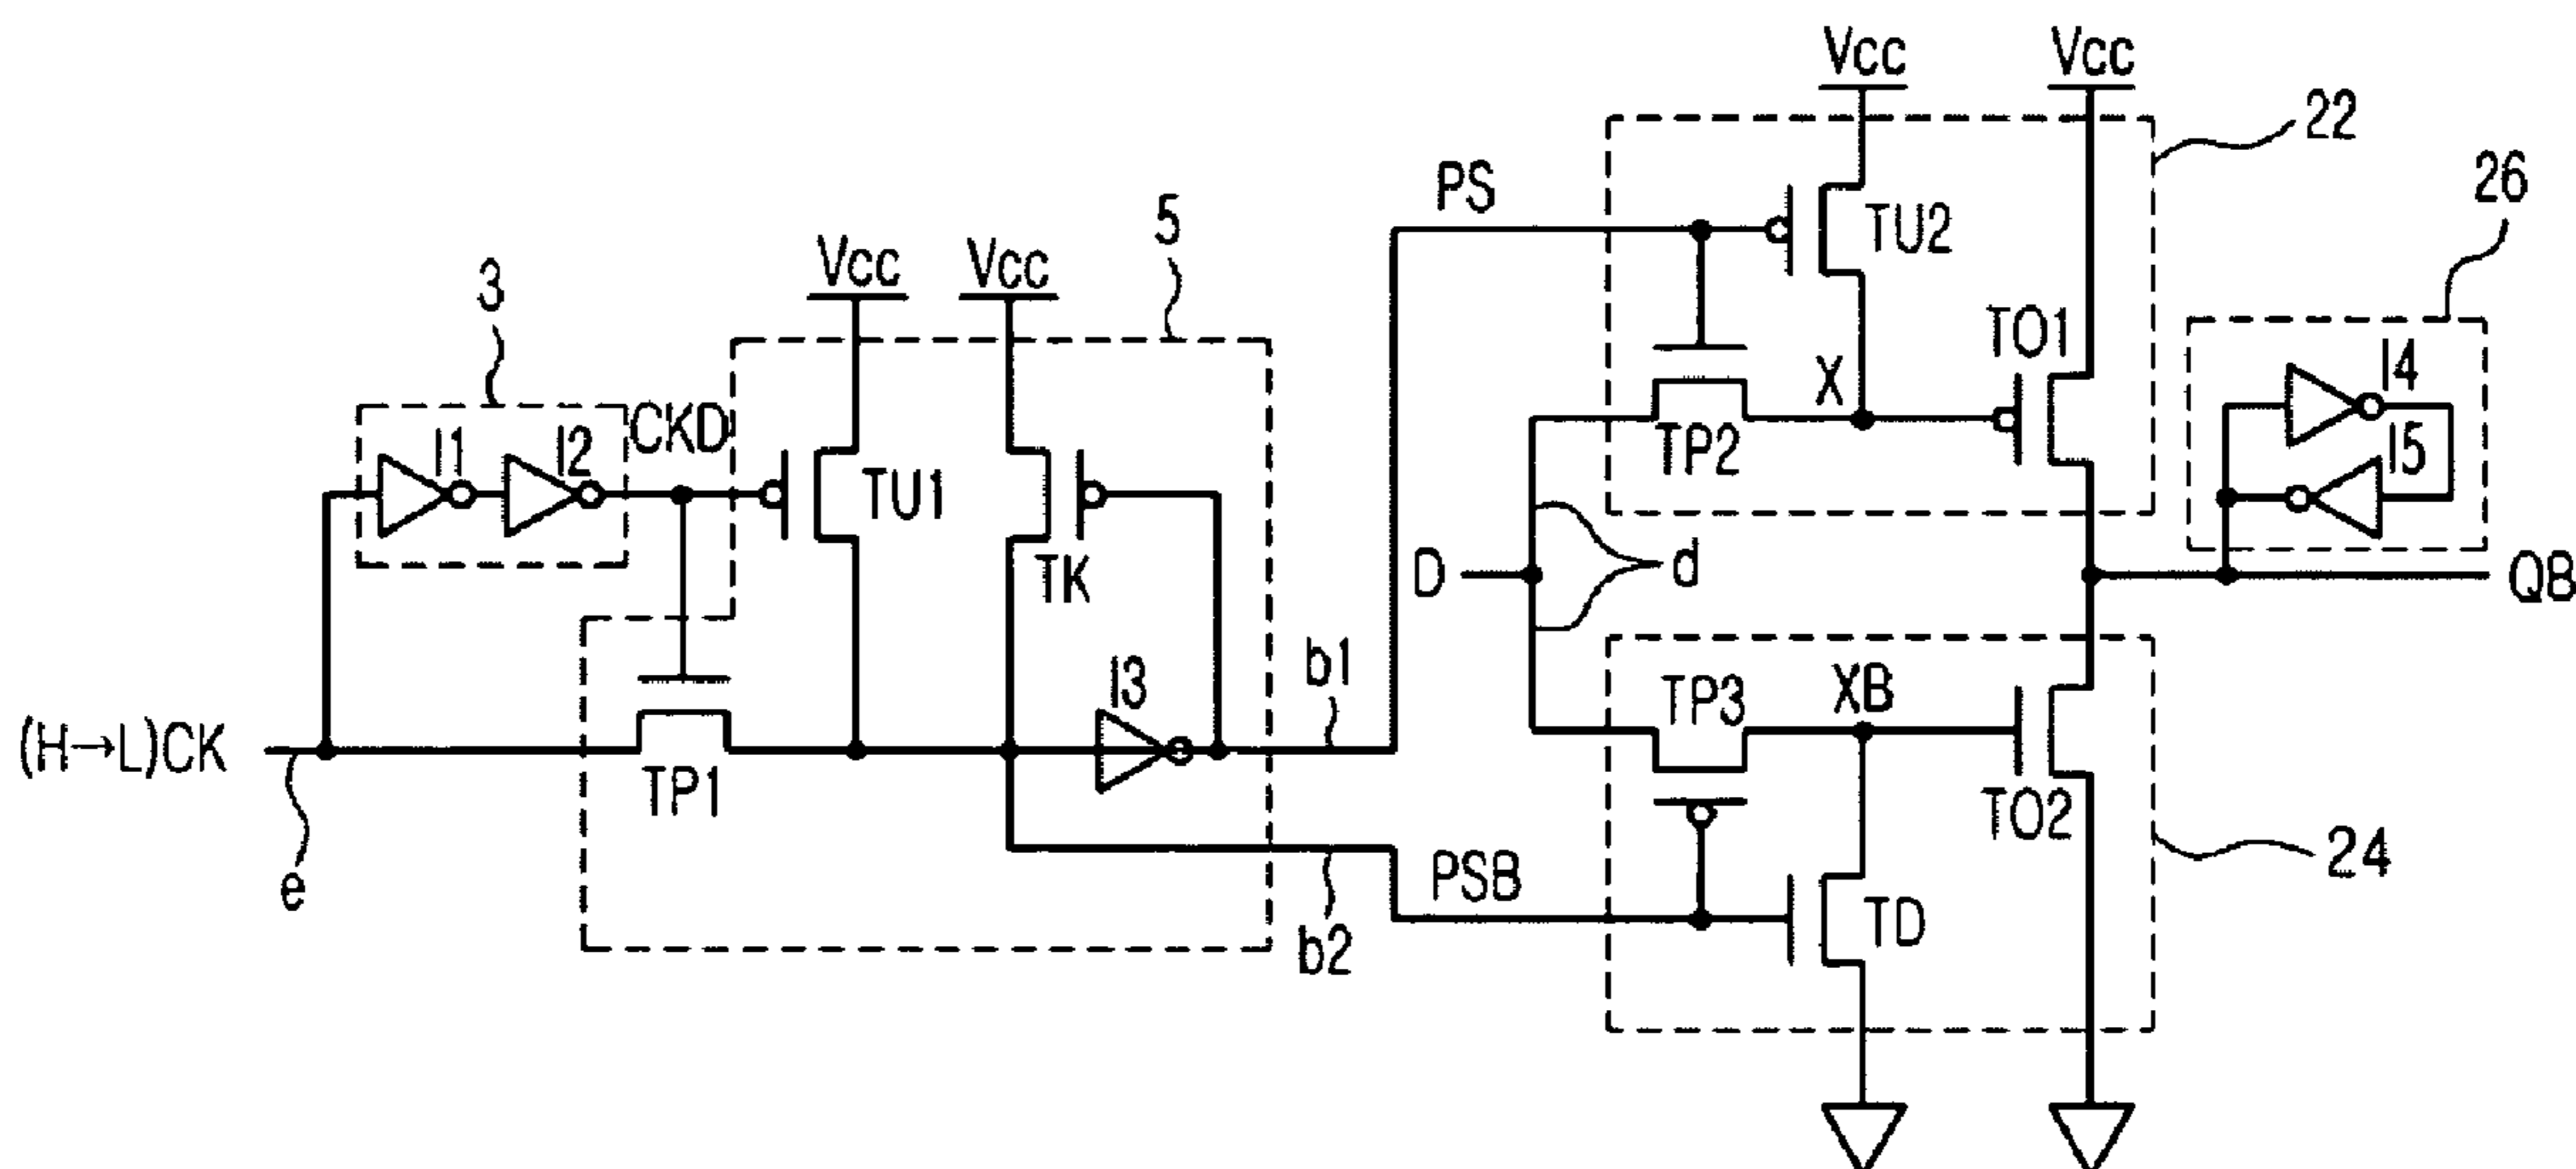 Vcc
Vcc
22
PS
26
TU2
5
Vcc
Vcc
3
TO1
X
I4
CKD
I1
I2
TP2
I5
TU1
TK
D
d
QB
b1
I3
TP3
XB
(H→L)CK
TP1
TO2
24
e
PSB
TD
b2